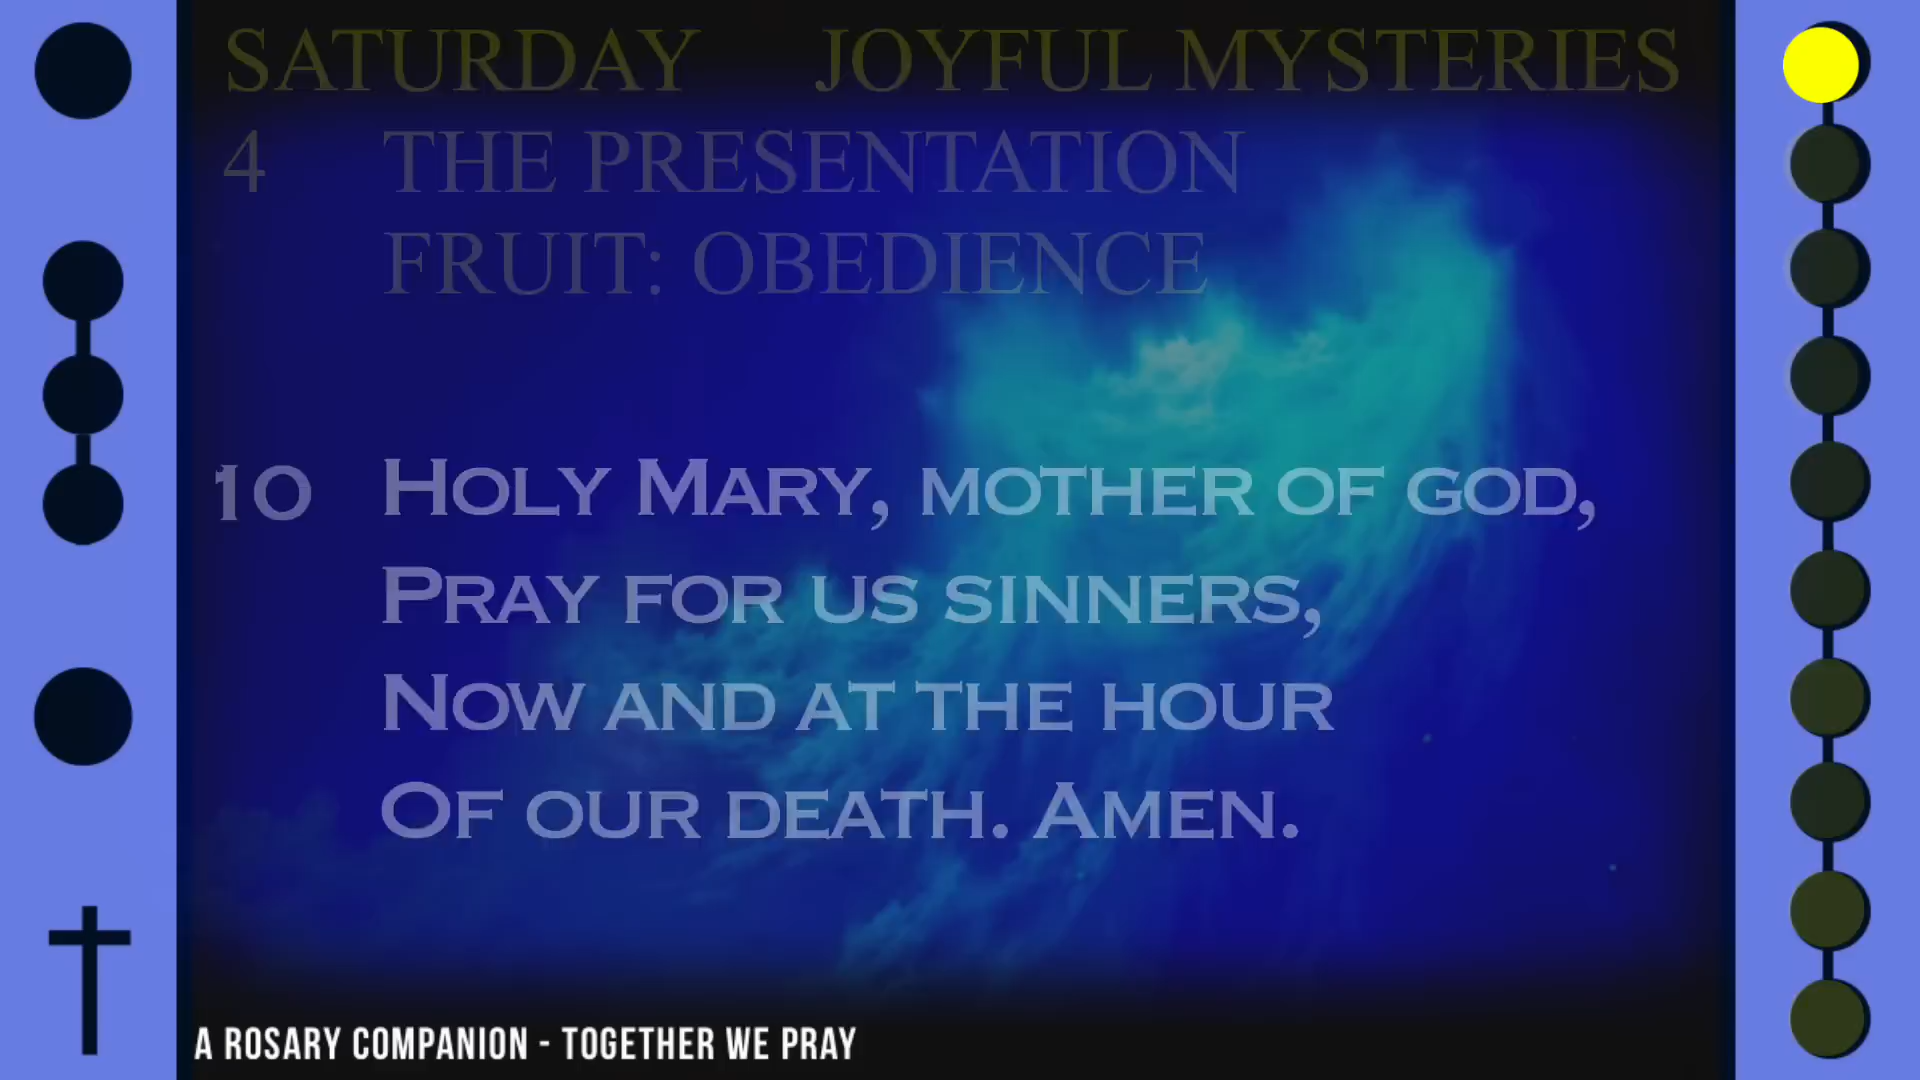 SATURDAY JOYFUL MYSTERIES
4 THE PRESENTATION
FRUIT: OBEDIENCE
10 HOLY MARY, MOTHER OF GOD,
PRAY FOR US SINNERS,
NOW AND AT THE HOUR
OF OUR DEATH. AMEN.
A ROSARY COMPANION - TOGETHER WE PRAY